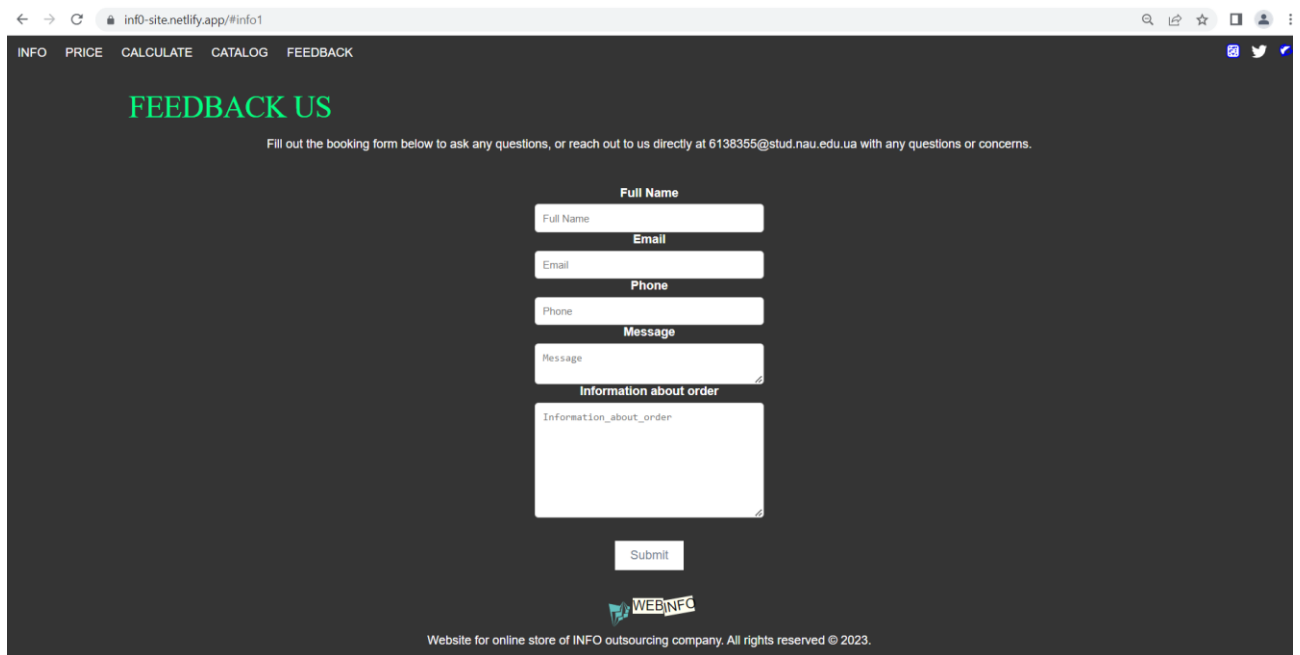 inf0-site.netlify.app/#info1
INFO PRICE CALCULATE CATALOG FEEDBACK
FEEDBACK US
Fill out the booking form below to ask any questions, or reach out to us directly at 6138355@stud.nau.edu.ua with any questions or concerns.
Full Name
Full Name
Email
Email
Phone
Phone
Message
Message
Information about order
Information_about_order
Submit
WEBINFO
Website for online store of INFO outsourcing company. All rights reserved © 2023.